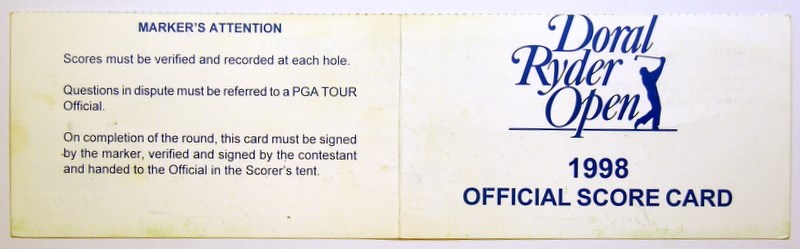 MARKER'S ATTENTION
Scores must be verified and recorded at each hole.
Questions in dispute must be referred to a PGA TOUR
Official.
On completion of the round, this card must be signed
by the marker, verified and signed by the contestant
and handed to the Official in the Scorer's tent.
Doral
Ryder
Open
1998
OFFICIAL SCORE CARD